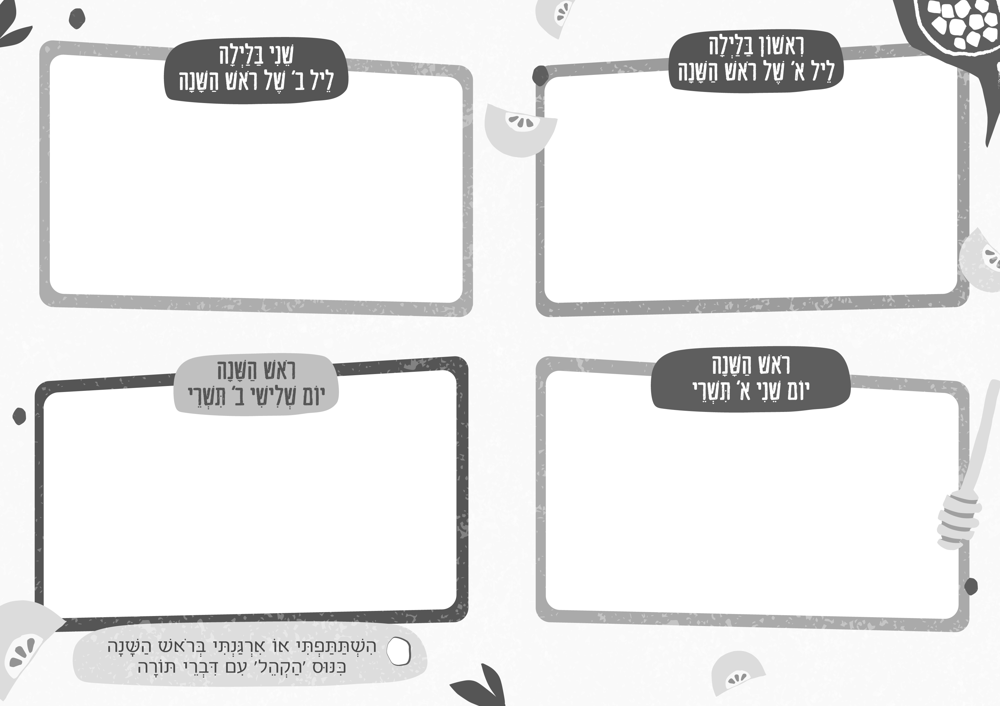 רִאשׁוֹן בַּלַּיְלָה
לֵיל א׳ שֶׁל רֹאשׁ הַשָּׁנָה
שֵׁנִי בַּלַּיְלָה
לֵיל ב׳ שֶׁל רֹאשׁ הַשָּׁנָה
רֹאשׁ הַשָּׁנָה
יוֹם שֵׁנִי א׳ תִּשְׁרֵי
רֹאשׁ הַשָּׁנָה
יוֹם שְׁלִישִׁי ב׳ תִּשְׁרֵי
הִשְׁתַּתַּפְתִּי אוֹ אִרְגַּנְתִּי בְּרֹאשׁ הַשָּׁנָה
כִּנּוּס ׳הַקְהֵל׳ עִם דִּבְרֵי תּוֹרָה